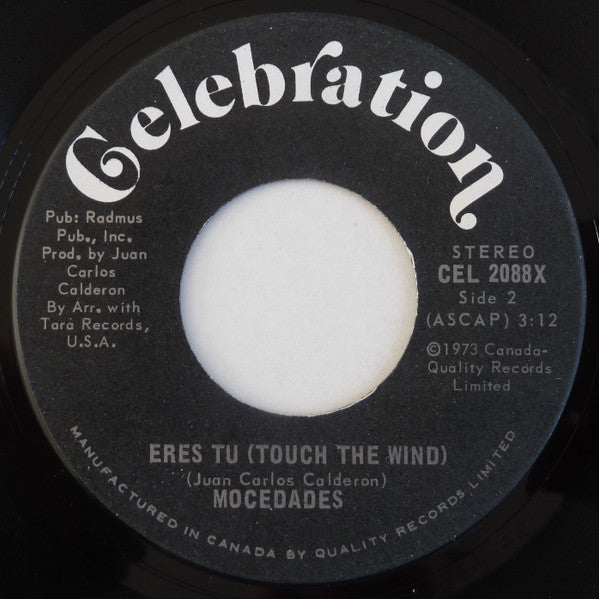 Celebration
Pub: Radmus
Pub., Inc.
Prod. by Juan
Carlos
Calderon
By Arr. with
Tará Records,
U.S.A.
STEREO
CEL 2088X
Side 2
(ASCAP) 3:12
©1973 Canada-
Quality Records
Limited
ERES TU (TOUCH THE WIND)
(Juan Carlos Calderon)
MOCEDADES
MANUFACTURED IN CANADA BY QUALITY RECORDS LIMITED